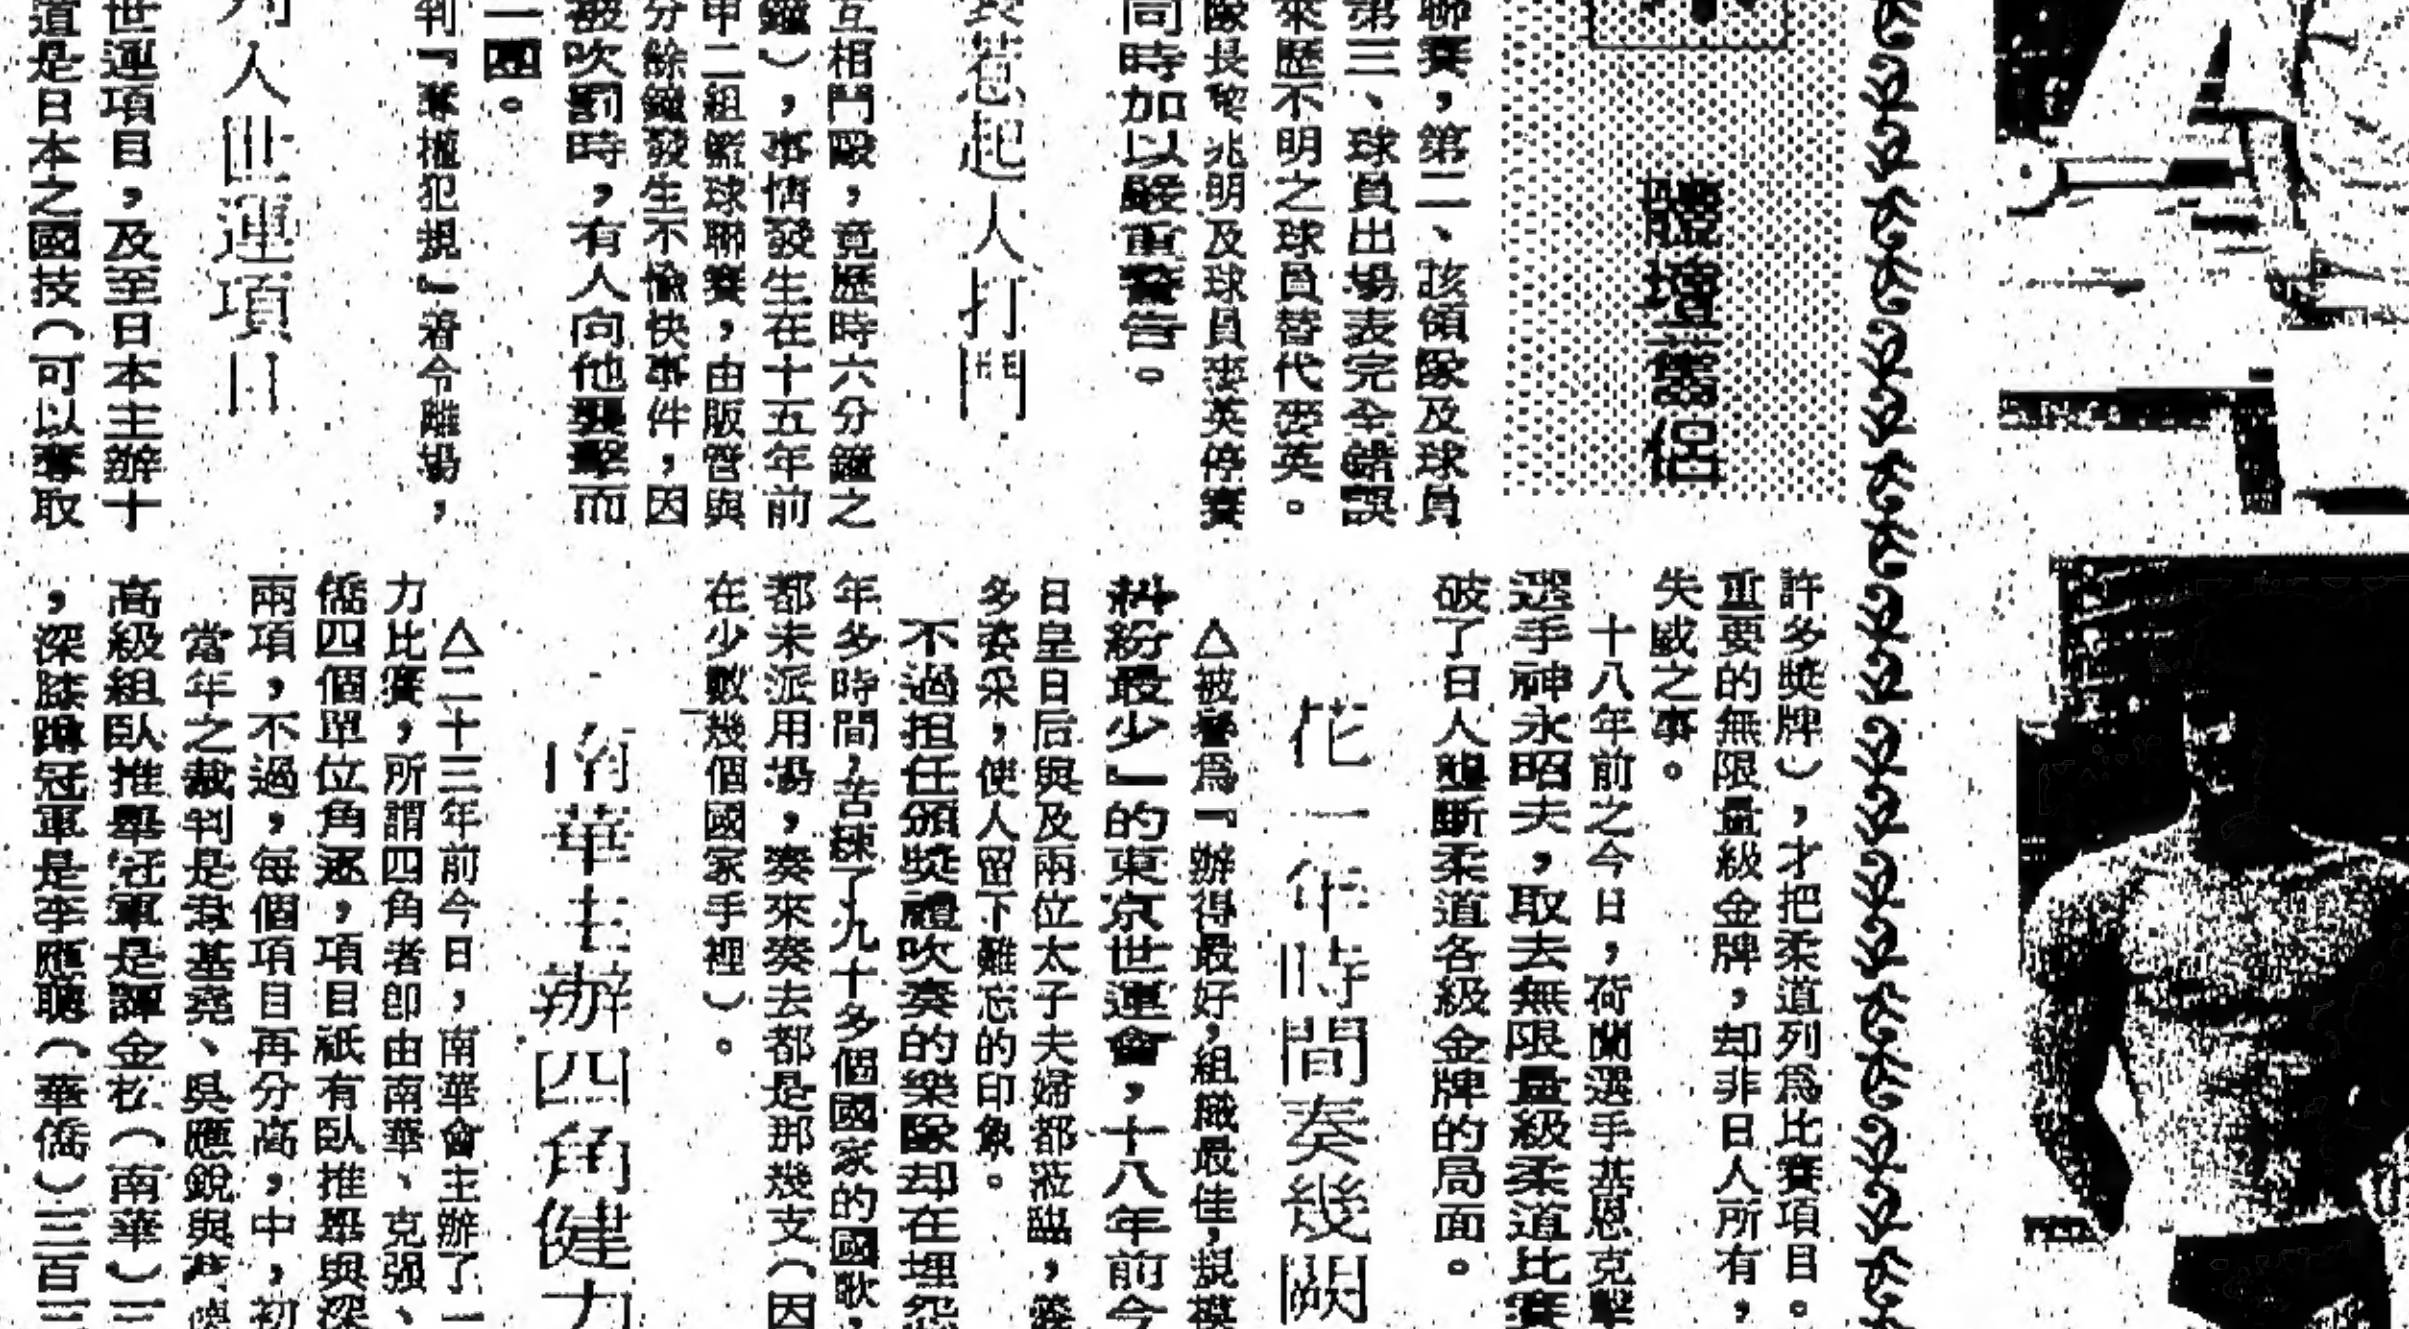 體壇舊侶
聯賽，第二、該領隊及球員
第三、球員出場表完全錯誤
來歷不明之球員替代麥英。
隊長黎兆明及球員麥英停賽
同時加以嚴重警告。
惹起人打鬥
互相鬥毆，竟歷時六分鐘之
鐘），事情發生在十五年前
甲二組籃球聯賽，由販管與
分餘鐘發生不愉快事件，因
被吹罰時，有人向他襲擊而
一團。
判『奪權犯規』着令離場，
列入世運項目
世運項目，及至日本主辦十
道是日本之國技（可以奪取
許多獎牌），才把柔道列為比賽項目。
重要的無限量級金牌，却非日人所有，
失威之事。
十八年前之今日，荷蘭選手基恩克擊
選手神永昭夫，取去無限量級柔道比賽
破了日人壟斷柔道各級金牌的局面。
花一年時間奏幾闋
△被譽為『辦得最好，組織最佳，規模
糾紛最少』的東京世運會，十八年前今
日皇日后與及兩位太子夫婦都蒞臨，
多姿采，使人留下難忘的印象。
不過担任頒獎禮吹奏的樂隊却在埋怨
年多時間，苦練了九十多個國家的國歌，
都未派用場，奏來奏去都是那幾支（因
在少數幾個國家手裡）。
南華主辦四角健力
△二十三年前今日，南華會主辦了一
力比賽，所謂四角者卽由南華、克强、
僑四個單位角逐，項目祇有臥推舉與深
兩項，不過，每個項目再分高，中，初
當年之裁判是君基堯、吳應銳與
高級組臥推舉冠軍是譚金松（南華）三
，深膝蹲冠軍是李應聰（華僑）三百三